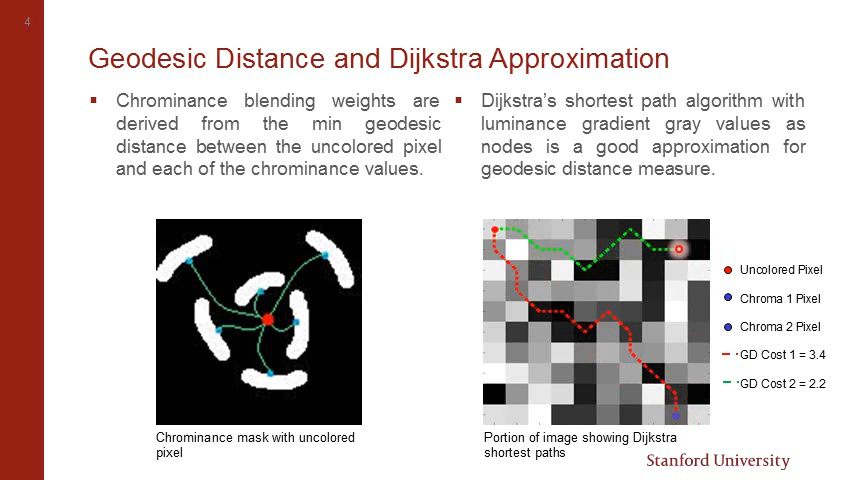 4
Geodesic Distance and Dijkstra Approximation
Chrominance blending weights are
derived from the min geodesic
distance between the uncolored pixel
and each of the chrominance values.
Dijkstra's shortest path algorithm with
luminance gradient gray values as
nodes is a good approximation for
geodesic distance measure.
Uncolored Pixel
Chroma 1 Pixel
Chroma 2 Pixel
GD Cost 1 = 3.4
GD Cost 2 = 2.2
Chrominance mask with uncolored
pixel
Portion of image showing Dijkstra
shortest paths
Stanford University